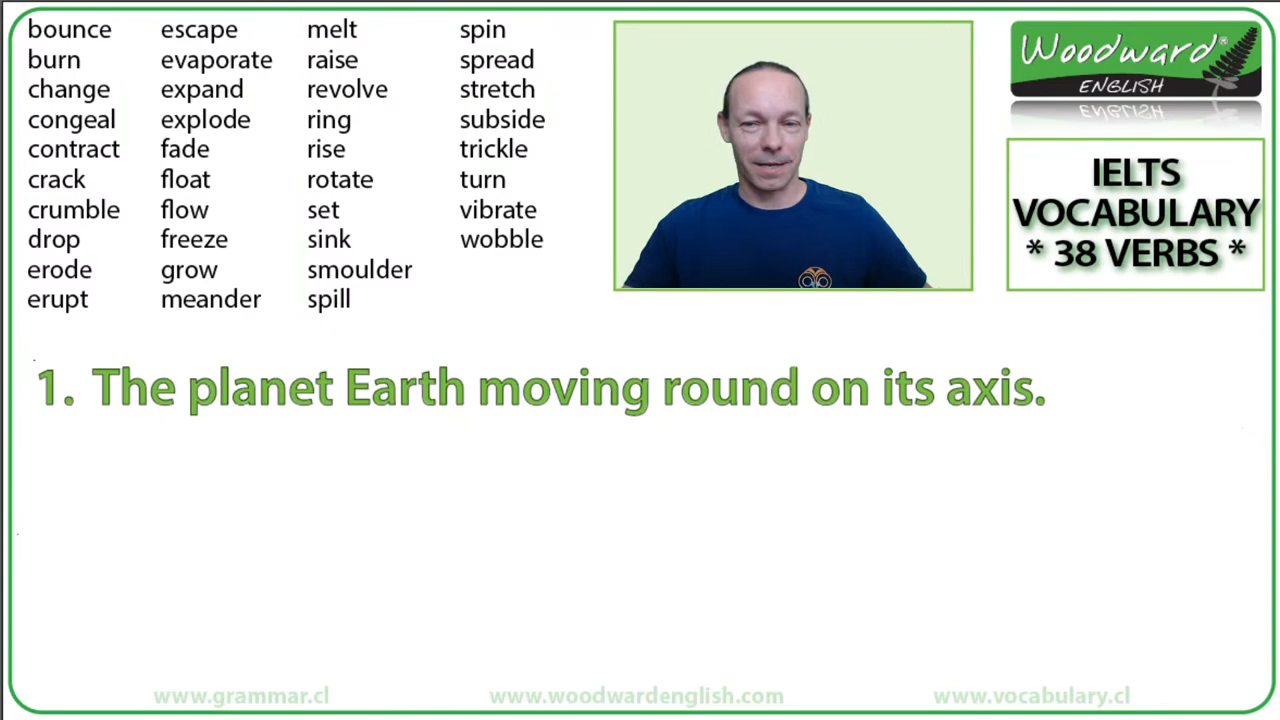 bounce escape melt spin
burn evaporate raise spread
change expand revolve stretch
congeal explode ring subside
contract fade rise trickle
crack float rotate turn
crumble flow set vibrate
drop freeze sink wobble
erode grow smoulder
erupt meander spill
Woodward®
ENGLISH
IELTS
VOCABULARY
* 38 VERBS *
1. The planet Earth moving round on its axis.
www.grammar.cl www.woodwardenglish.com www.vocabulary.cl